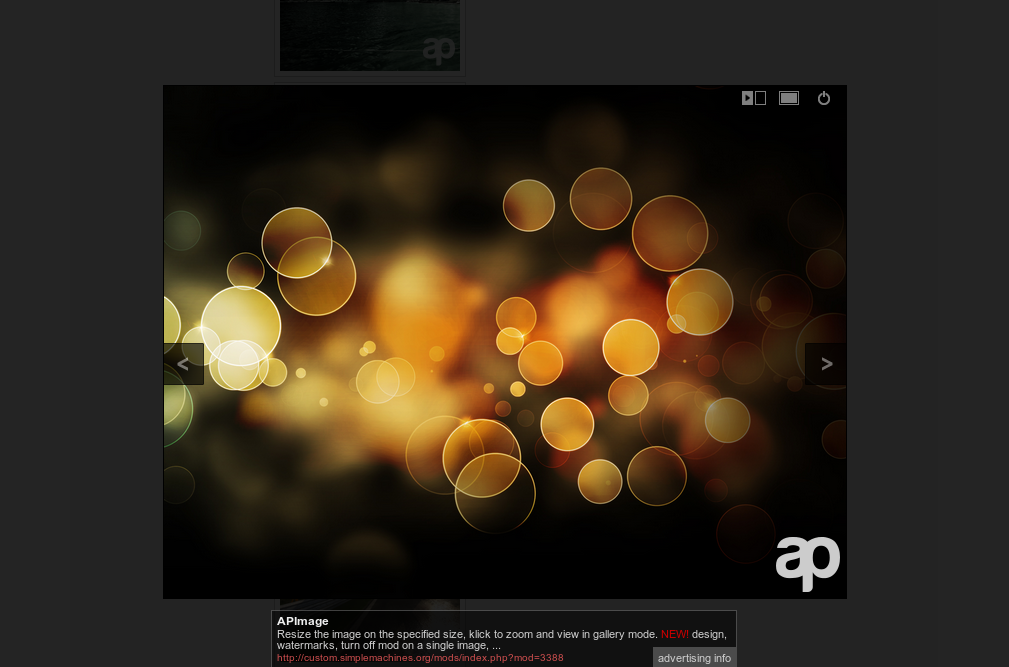 ap
<
>
ap
APImage
Resize the image on the specified size, klick to zoom and view in gallery mode. NEW! design,
watermarks, turn off mod on a single image, ...
http://custom.simplemachines.org/mods/index.php?mod=3388
advertising info